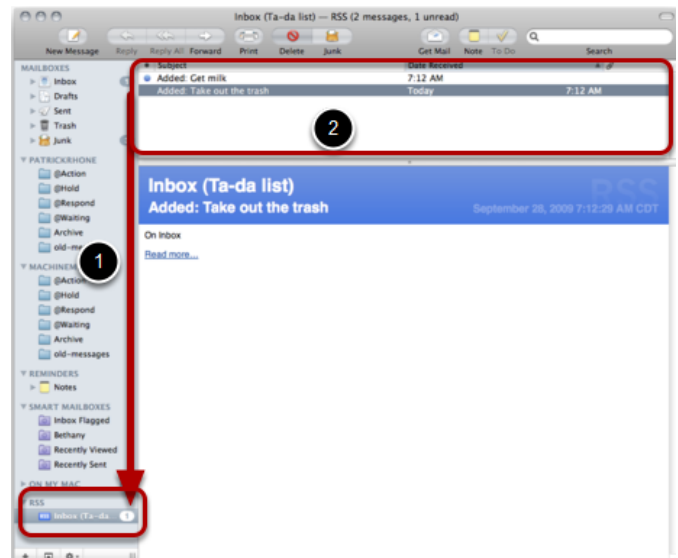 Inbox (Ta-da list) — RSS (2 messages, 1 unread)
New Message Reply Reply All Forward Print Delete Junk Get Mail Note To Do Search
MAILBOXES
Inbox
Drafts
Sent
Trash
Junk
PATRICKRHONE
@Action
@Hold
@Respond
@Waiting
Archive
old-me
1
MACHINEM
@Action
@Hold
@Respond
@Waiting
Archive
old-messages
REMINDERS
Notes
SMART MAILBOXES
Inbox Flagged
Bethany
Recently Viewed
Recently Sent
ON MY MAC
RSS
Inbox (Ta-da 1
Subject Date Received
Added: Get milk 7:12 AM
Added: Take out the trash Today 7:12 AM
2
Inbox (Ta-da list) RSS
Added: Take out the trash September 28, 2009 7:12:29 AM CDT
On Inbox
Read more...